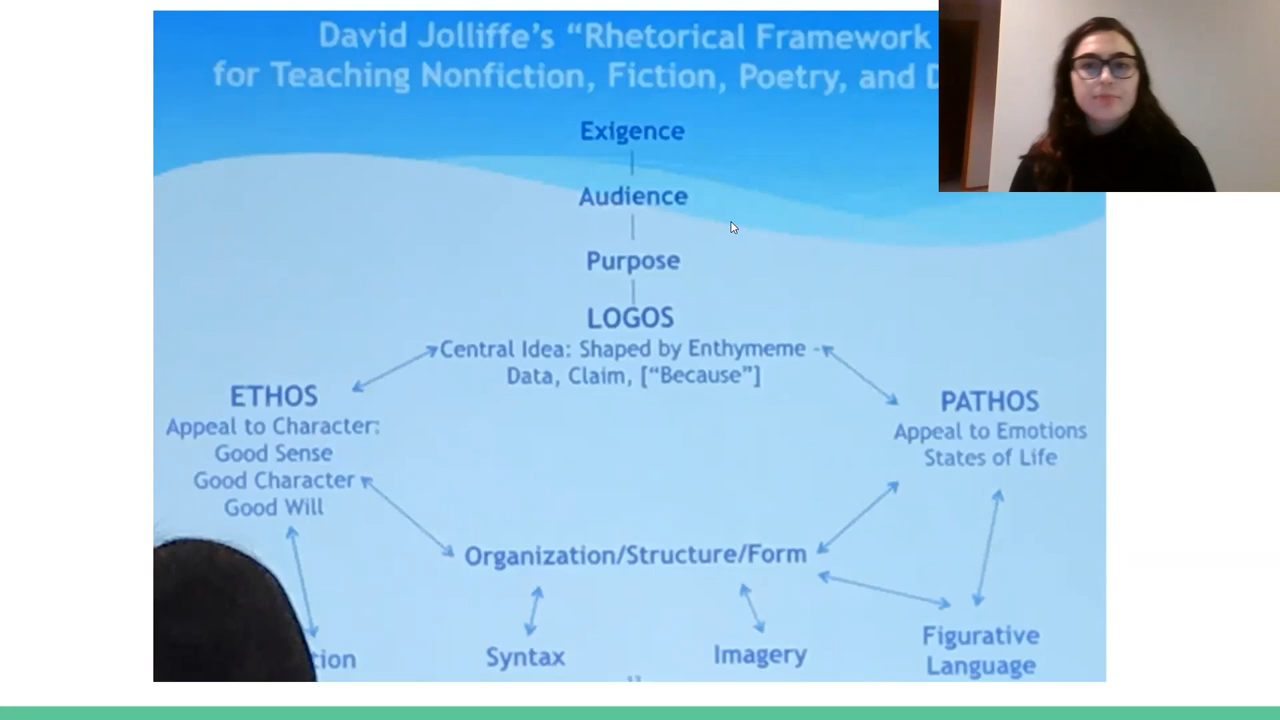 David Jolliffe's "Rhetorical Framework
for Teaching Nonfiction, Fiction, Poetry, and
Exigence
Audience
Purpose
LOGOS
Central Idea: Shaped by Enthymeme -
Data, Claim, ["Because"]
ETHOS
Appeal to Character:
Good Sense
Good Character
Good Will
PATHOS
Appeal to Emotions
States of Life
Organization/Structure/Form
Syntax
Imagery
Figurative
Language